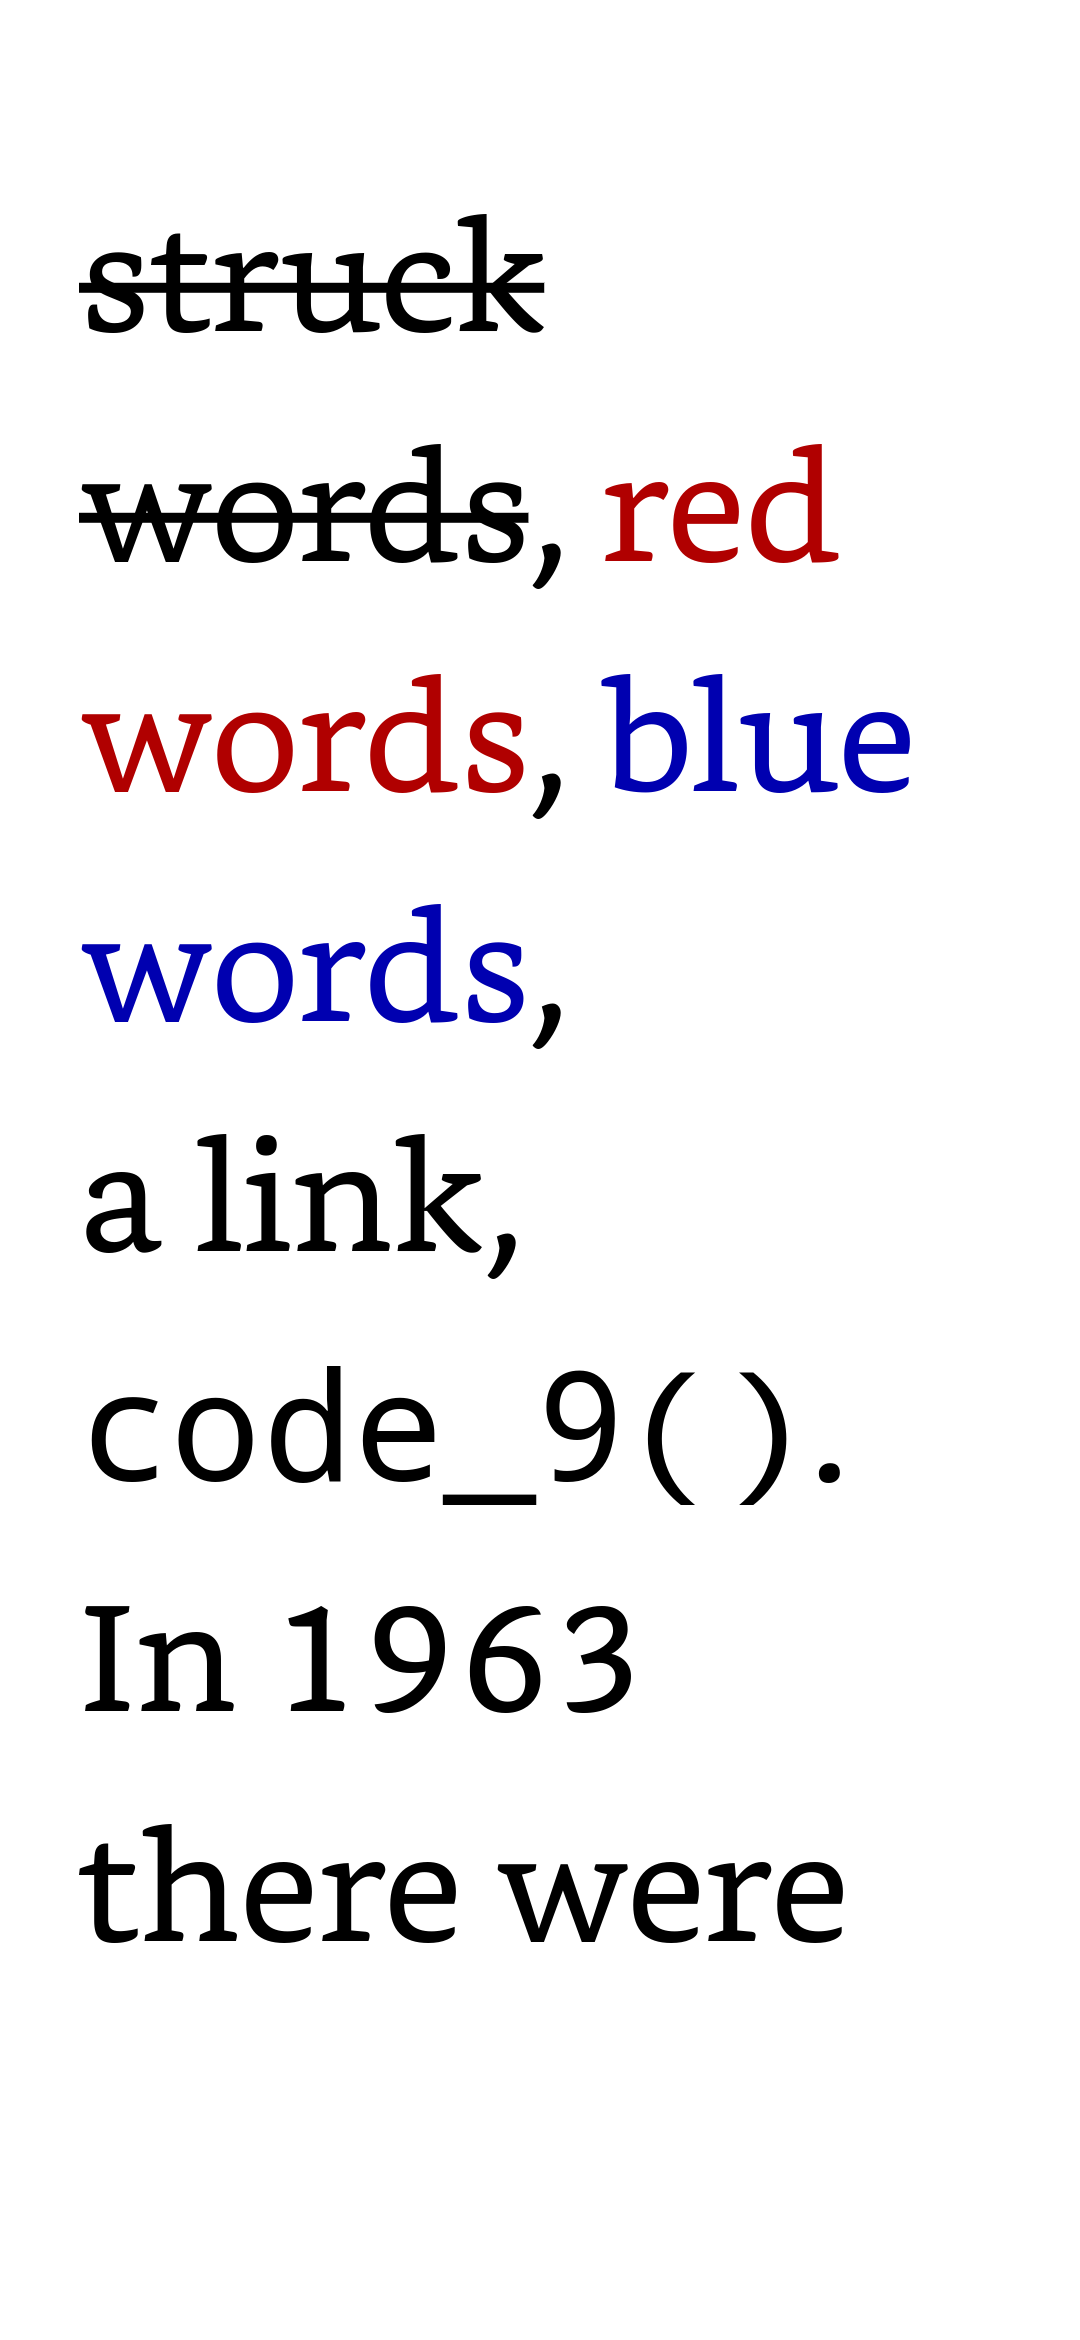 struck
words, red
words, blue
words,
a link,
code_9().
In 1963
there were